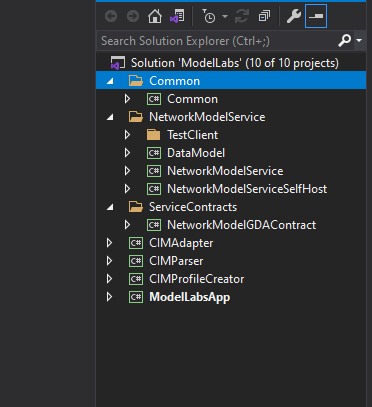 Search Solution Explorer (Ctrl+;)
Solution 'ModelLabs' (10 of 10 projects)
Common
C# Common
NetworkModelService
TestClient
C# DataModel
C# NetworkModelService
C# NetworkModelServiceSelfHost
ServiceContracts
C# NetworkModelGDAContract
C# CIMAdapter
C# CIMParser
C# CIMProfileCreator
C# ModelLabsApp